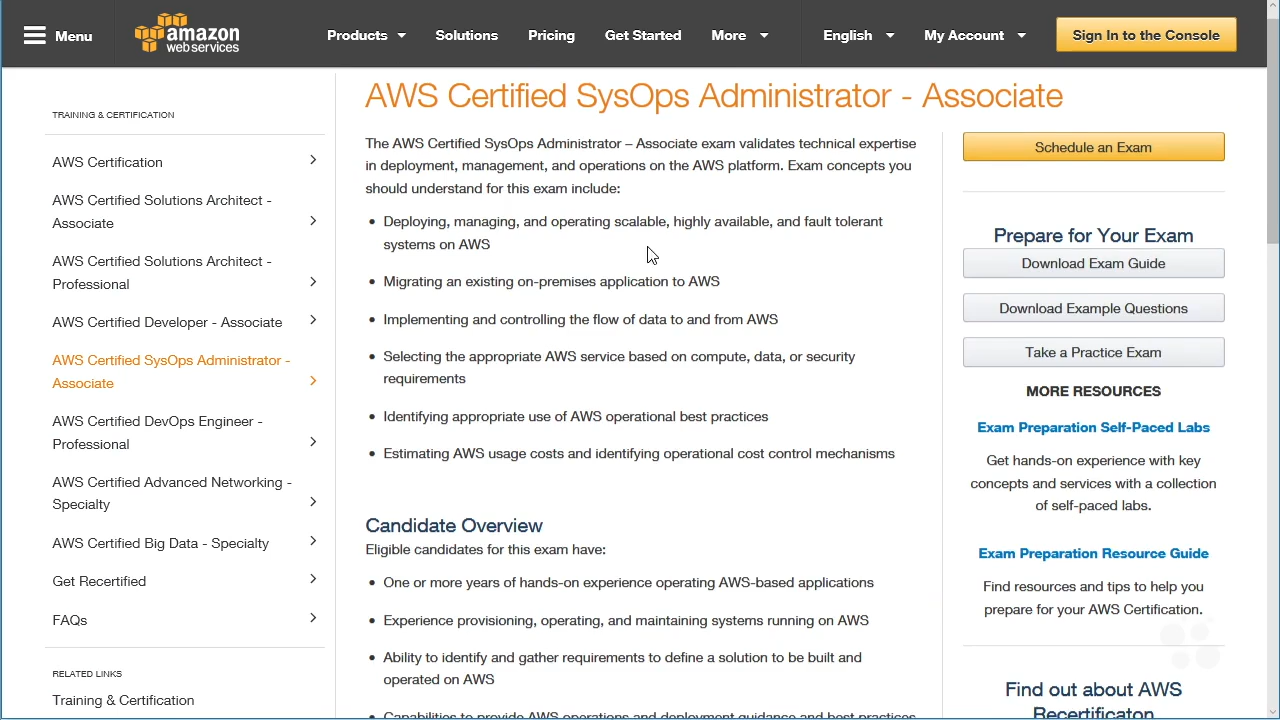 Menu
amazon
web services
Products
Solutions
Pricing
Get Started
More
English
My Account
Sign In to the Console
TRAINING & CERTIFICATION
AWS Certification
AWS Certified Solutions Architect -
Associate
AWS Certified Solutions Architect -
Professional
AWS Certified Developer - Associate
AWS Certified SysOps Administrator -
Associate
AWS Certified DevOps Engineer -
Professional
AWS Certified Advanced Networking -
Specialty
AWS Certified Big Data - Specialty
Get Recertified
FAQs
RELATED LINKS
Training & Certification
AWS Certified SysOps Administrator - Associate
The AWS Certified SysOps Administrator – Associate exam validates technical expertise
in deployment, management, and operations on the AWS platform. Exam concepts you
should understand for this exam include:
• Deploying, managing, and operating scalable, highly available, and fault tolerant
systems on AWS
• Migrating an existing on-premises application to AWS
• Implementing and controlling the flow of data to and from AWS
• Selecting the appropriate AWS service based on compute, data, or security
requirements
• Identifying appropriate use of AWS operational best practices
• Estimating AWS usage costs and identifying operational cost control mechanisms
Candidate Overview
Eligible candidates for this exam have:
• One or more years of hands-on experience operating AWS-based applications
• Experience provisioning, operating, and maintaining systems running on AWS
• Ability to identify and gather requirements to define a solution to be built and
operated on AWS
• Capabilities to provide AWS operations and deployment guidance and best practices
Schedule an Exam
Prepare for Your Exam
Download Exam Guide
Download Example Questions
Take a Practice Exam
MORE RESOURCES
Exam Preparation Self-Paced Labs
Get hands-on experience with key
concepts and services with a collection
of self-paced labs.
Exam Preparation Resource Guide
Find resources and tips to help you
prepare for your AWS Certification.
Find out about AWS
Recertificaton